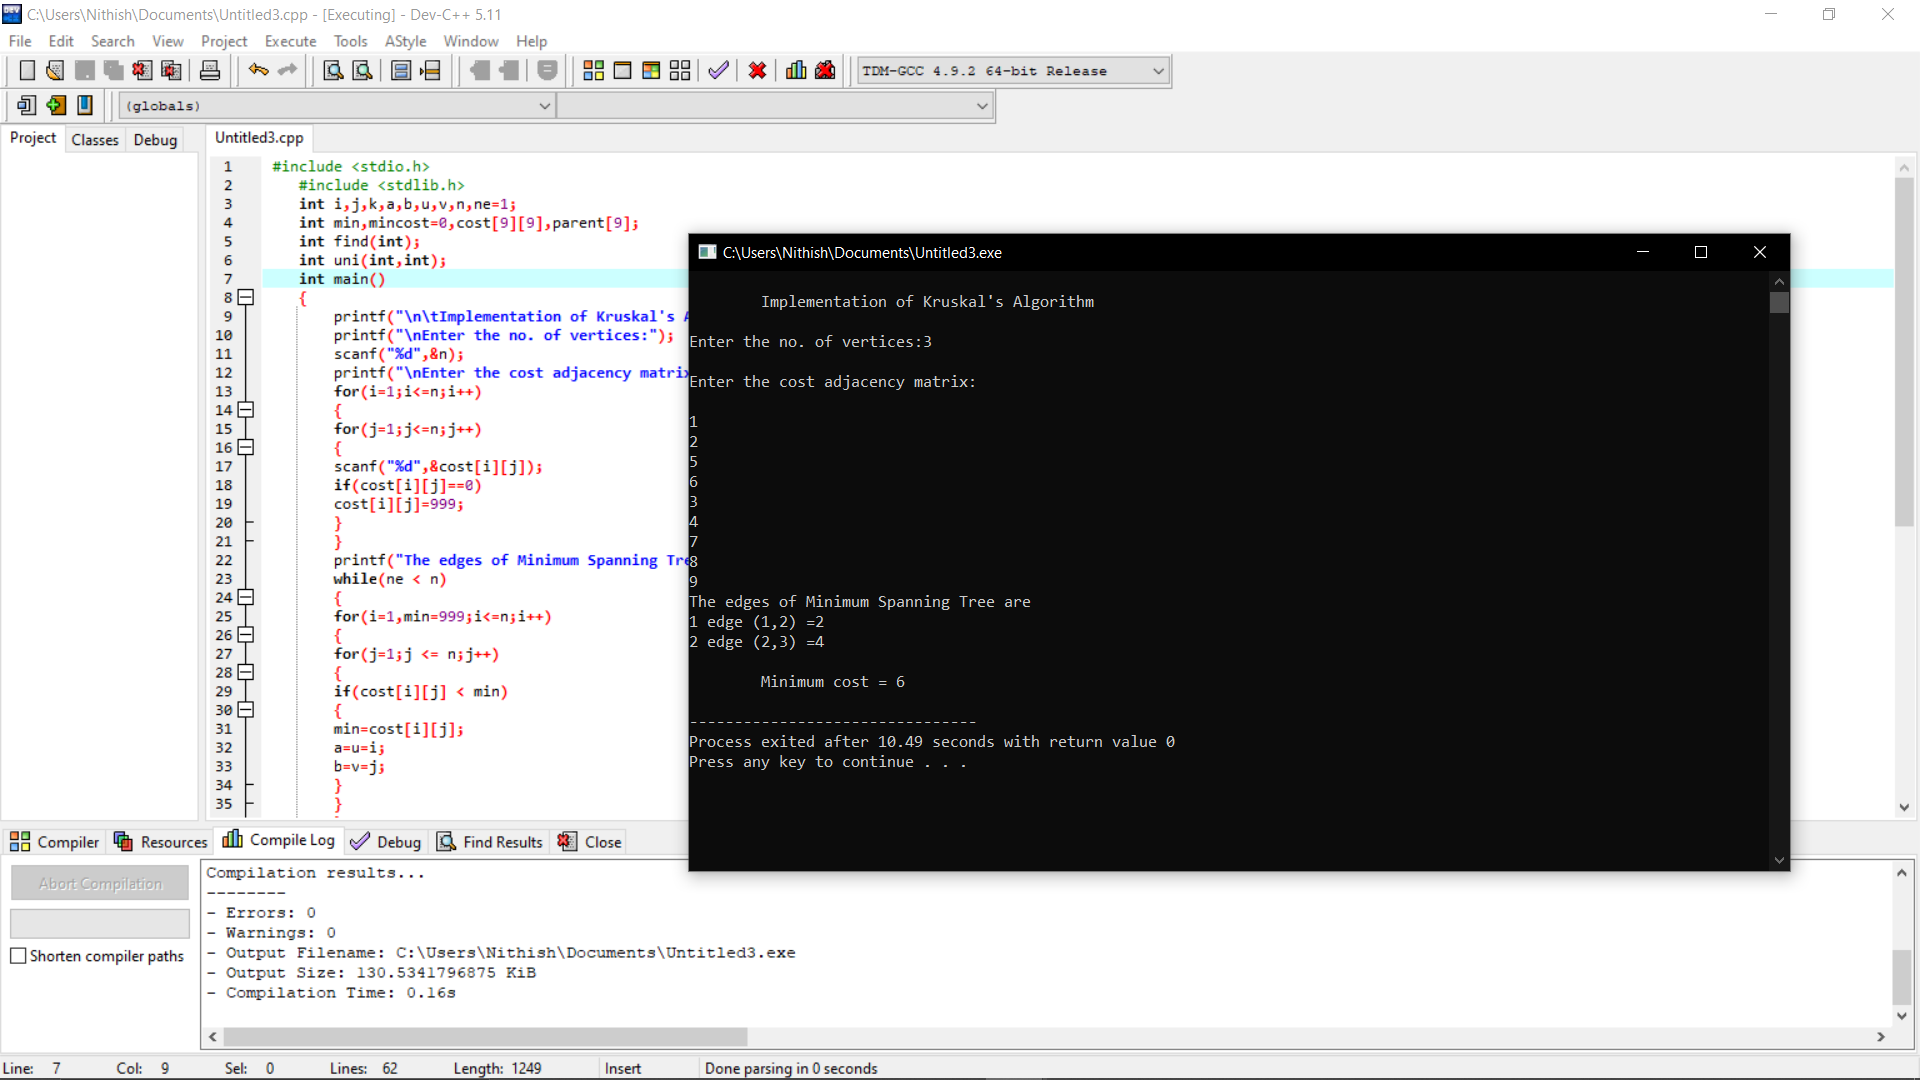 C:\Users\Nithish\Documents\Untitled3.cpp - [Executing] - Dev-C++ 5.11
File Edit Search View Project Execute Tools AStyle Window Help
TDM-GCC 4.9.2 64-bit Release
(globals)
Project Classes Debug
Untitled3.cpp
1 #include <stdio.h>
2 #include <stdlib.h>
3 int i,j,k,a,b,u,v,n,ne=1;
4 int min,mincost=0,cost[9][9],parent[9];
5 int find(int);
6 int uni(int,int);
7 int main()
8 {
9 printf("\n\tImplementation of Kruskal's
10 printf("\nEnter the no. of vertices:");
11 scanf("%d",&n);
12 printf("\nEnter the cost adjacency matrix
13 for(i=1;i<=n;i++)
14 {
15 for(j=1;j<=n;j++)
16 {
17 scanf("%d",&cost[i][j]);
18 if(cost[i][j]==0)
19 cost[i][j]=999;
20 }
21 }
22 printf("The edges of Minimum Spanning Tre
23 while(ne < n)
24 {
25 for(i=1,min=999;i<=n;i++)
26 {
27 for(j=1;j <= n;j++)
28 {
29 if(cost[i][j] < min)
30 {
31 min=cost[i][j];
32 a=u=i;
33 b=v=j;
34 }
35 }
C:\Users\Nithish\Documents\Untitled3.exe
Implementation of Kruskal's Algorithm
Enter the no. of vertices:3
Enter the cost adjacency matrix:
1
2
5
6
3
4
7
8
9
The edges of Minimum Spanning Tree are
1 edge (1,2) =2
2 edge (2,3) =4
Minimum cost = 6
--------------------------------
Process exited after 10.49 seconds with return value 0
Press any key to continue . . .
Compiler Resources Compile Log Debug Find Results Close
Abort Compilation
Shorten compiler paths
Compilation results...
--------
- Errors: 0
- Warnings: 0
- Output Filename: C:\Users\Nithish\Documents\Untitled3.exe
- Output Size: 130.5341796875 KiB
- Compilation Time: 0.16s
Line: 7 Col: 9 Sel: 0 Lines: 62 Length: 1249 Insert Done parsing in 0 seconds